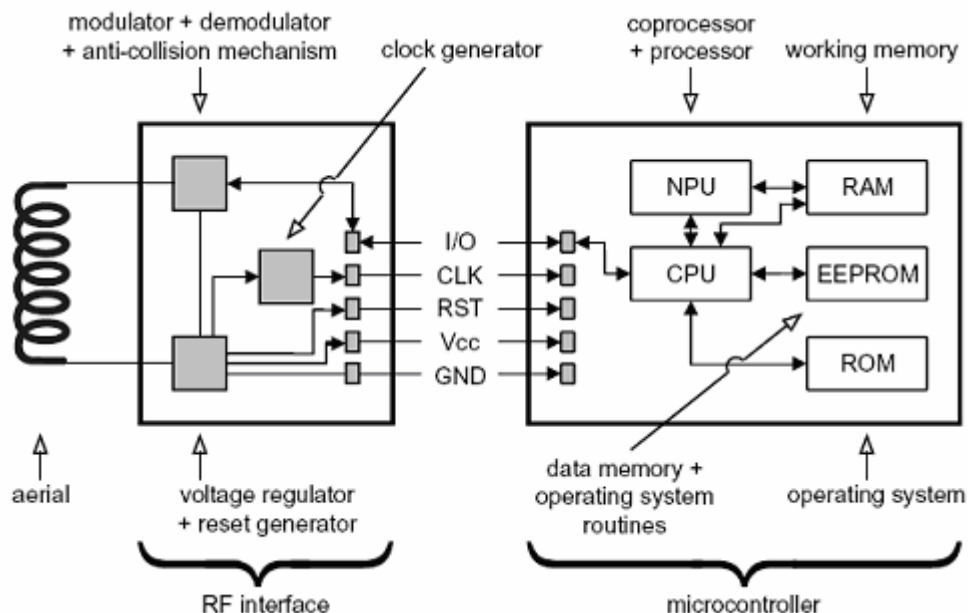 modulator + demodulator
+ anti-collision mechanism
clock generator
coprocessor
+ processor
working memory
NPU
RAM
I/O
CLK
RST
Vcc
GND
CPU
EEPROM
ROM
aerial
voltage regulator
+ reset generator
data memory +
operating system
routines
operating system
RF interface
microcontroller